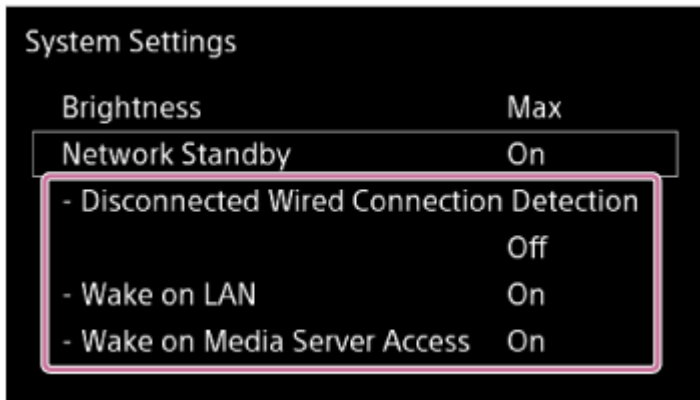 System Settings
Brightness Max
Network Standby On
- Disconnected Wired Connection Detection
Off
- Wake on LAN On
- Wake on Media Server Access On